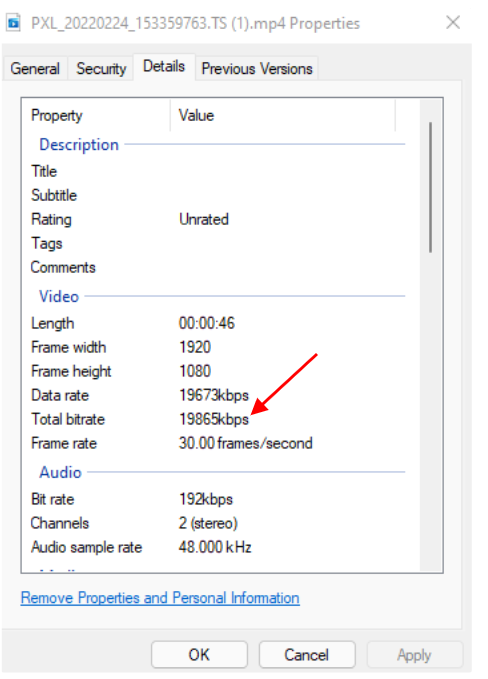 PXL_20220224_153359763.TS (1).mp4 Properties
General Security Details Previous Versions
Property Value
Description
Title
Subtitle
Rating Unrated
Tags
Comments
Video
Length 00:00:46
Frame width 1920
Frame height 1080
Data rate 19673kbps
Total bitrate 19865kbps
Frame rate 30.00 frames/second
Audio
Bit rate 192kbps
Channels 2 (stereo)
Audio sample rate 48.000 kHz
Remove Properties and Personal Information
OK Cancel Apply